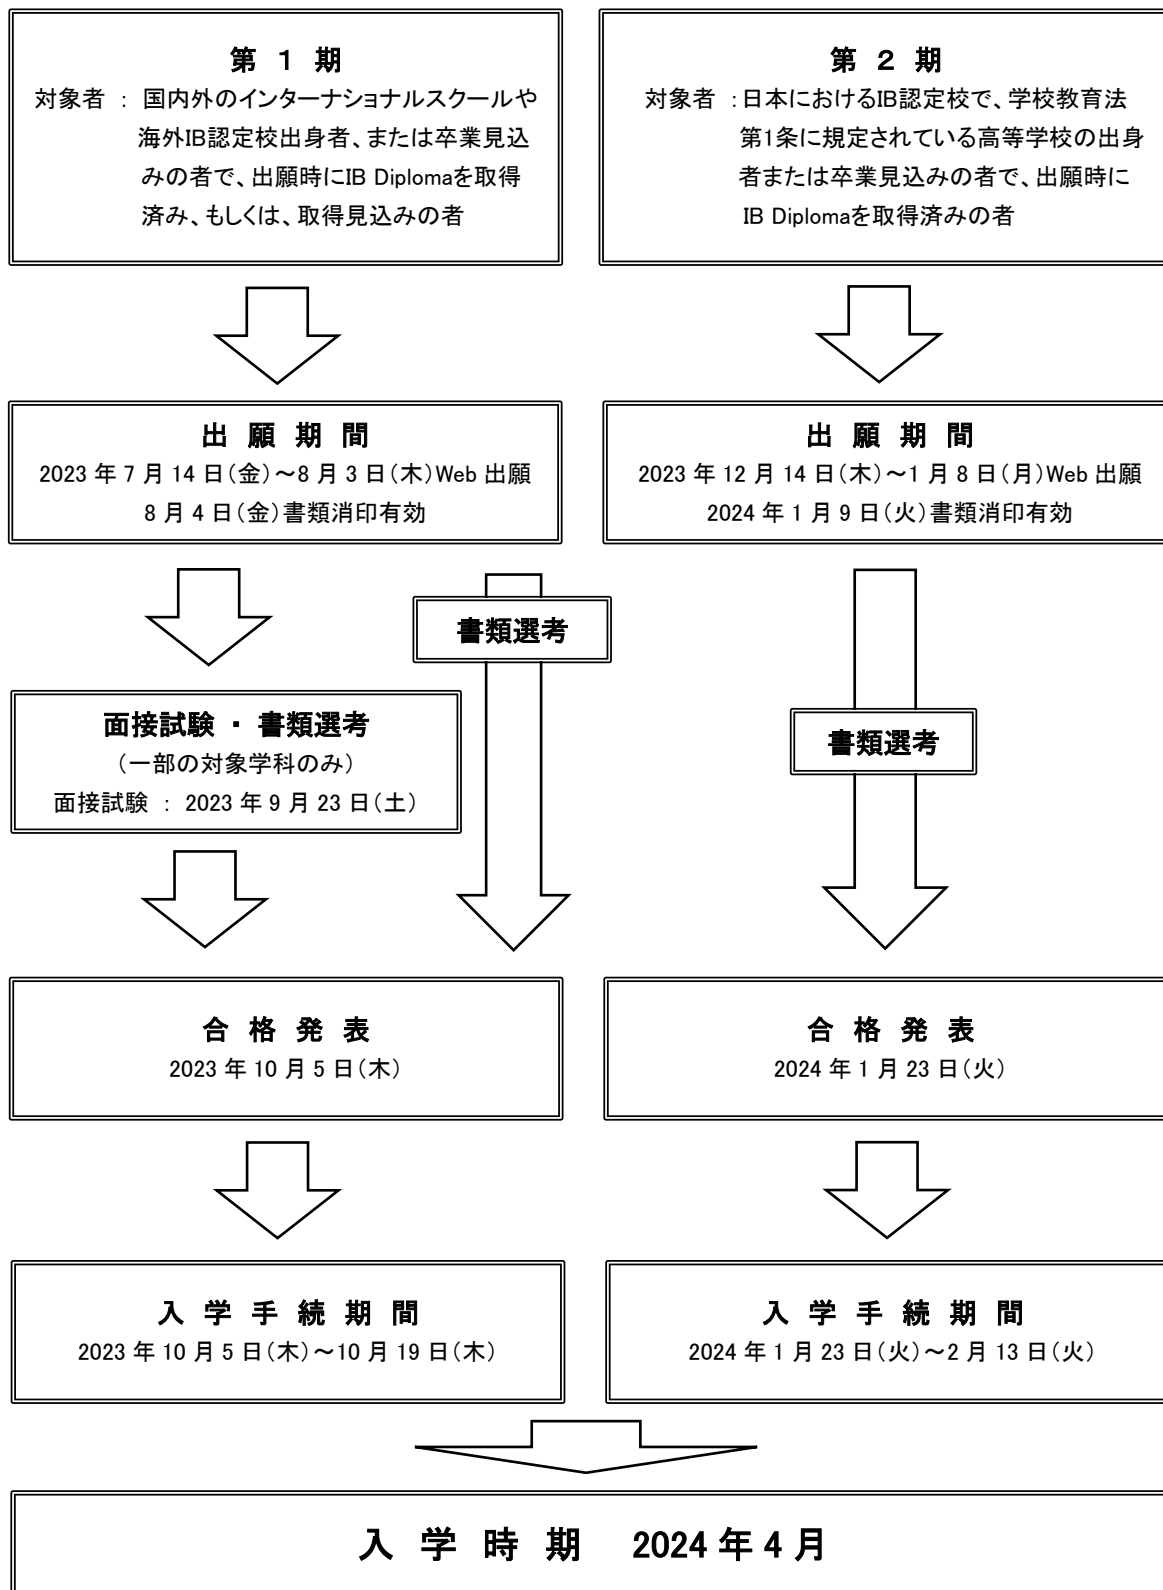 第 1 期
対象者 : 国内外のインターナショナルスクールや
海外IB認定校出身者、または卒業見込
みの者で、出願時にIB Diplomaを取得
済み、もしくは、取得見込みの者
第 2 期
対象者 :日本におけるIB認定校で、学校教育法
第1条に規定されている高等学校の出身
者または卒業見込みの者で、出願時に
IB Diplomaを取得済みの者
出 願 期 間
2023 年 7 月 14 日(金)~8 月 3 日(木)Web 出願
8 月 4 日(金)書類消印有効
出 願 期 間
2023 年 12 月 14 日(木)~1 月 8 日(月)Web 出願
2024 年 1 月 9 日(火)書類消印有効
書類選考
面接試験 ・ 書類選考
(一部の対象学科のみ)
面接試験 : 2023 年 9 月 23 日(土)
書類選考
合 格 発 表
2023 年 10 月 5 日(木)
合 格 発 表
2024 年 1 月 23 日(火)
入 学 手 続 期 間
2023 年 10 月 5 日(木)~10 月 19 日(木)
入 学 手 続 期 間
2024 年 1 月 23 日(火)~2 月 13 日(火)
入 学 時 期 2024 年 4 月